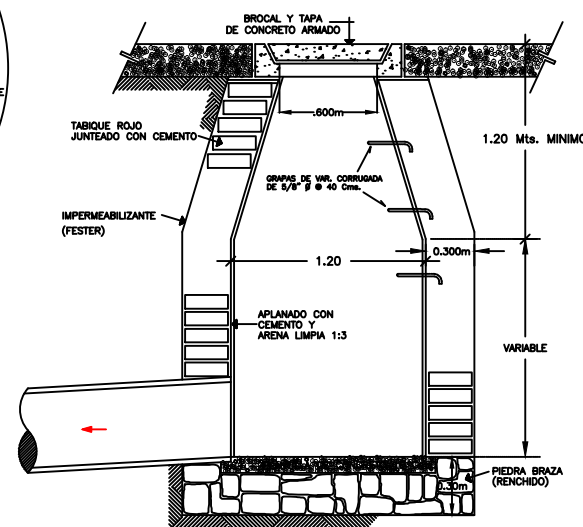 BROCAL Y TAPA
DE CONCRETO ARMADO
.600m
TABIQUE ROJO
JUNTEADO CON CEMENTO
1.20 Mts. MINIMO
GRAPAS DE VAR. CORRUGADA
DE 5/8" Ø @ 40 Cms.
IMPERMEABILIZANTE
(FESTER)
0.300m
1.20
APLANADO CON
CEMENTO Y
ARENA LIMPIA 1:3
VARIABLE
PIEDRA BRAZA
(RENCHIDO)
0.30m